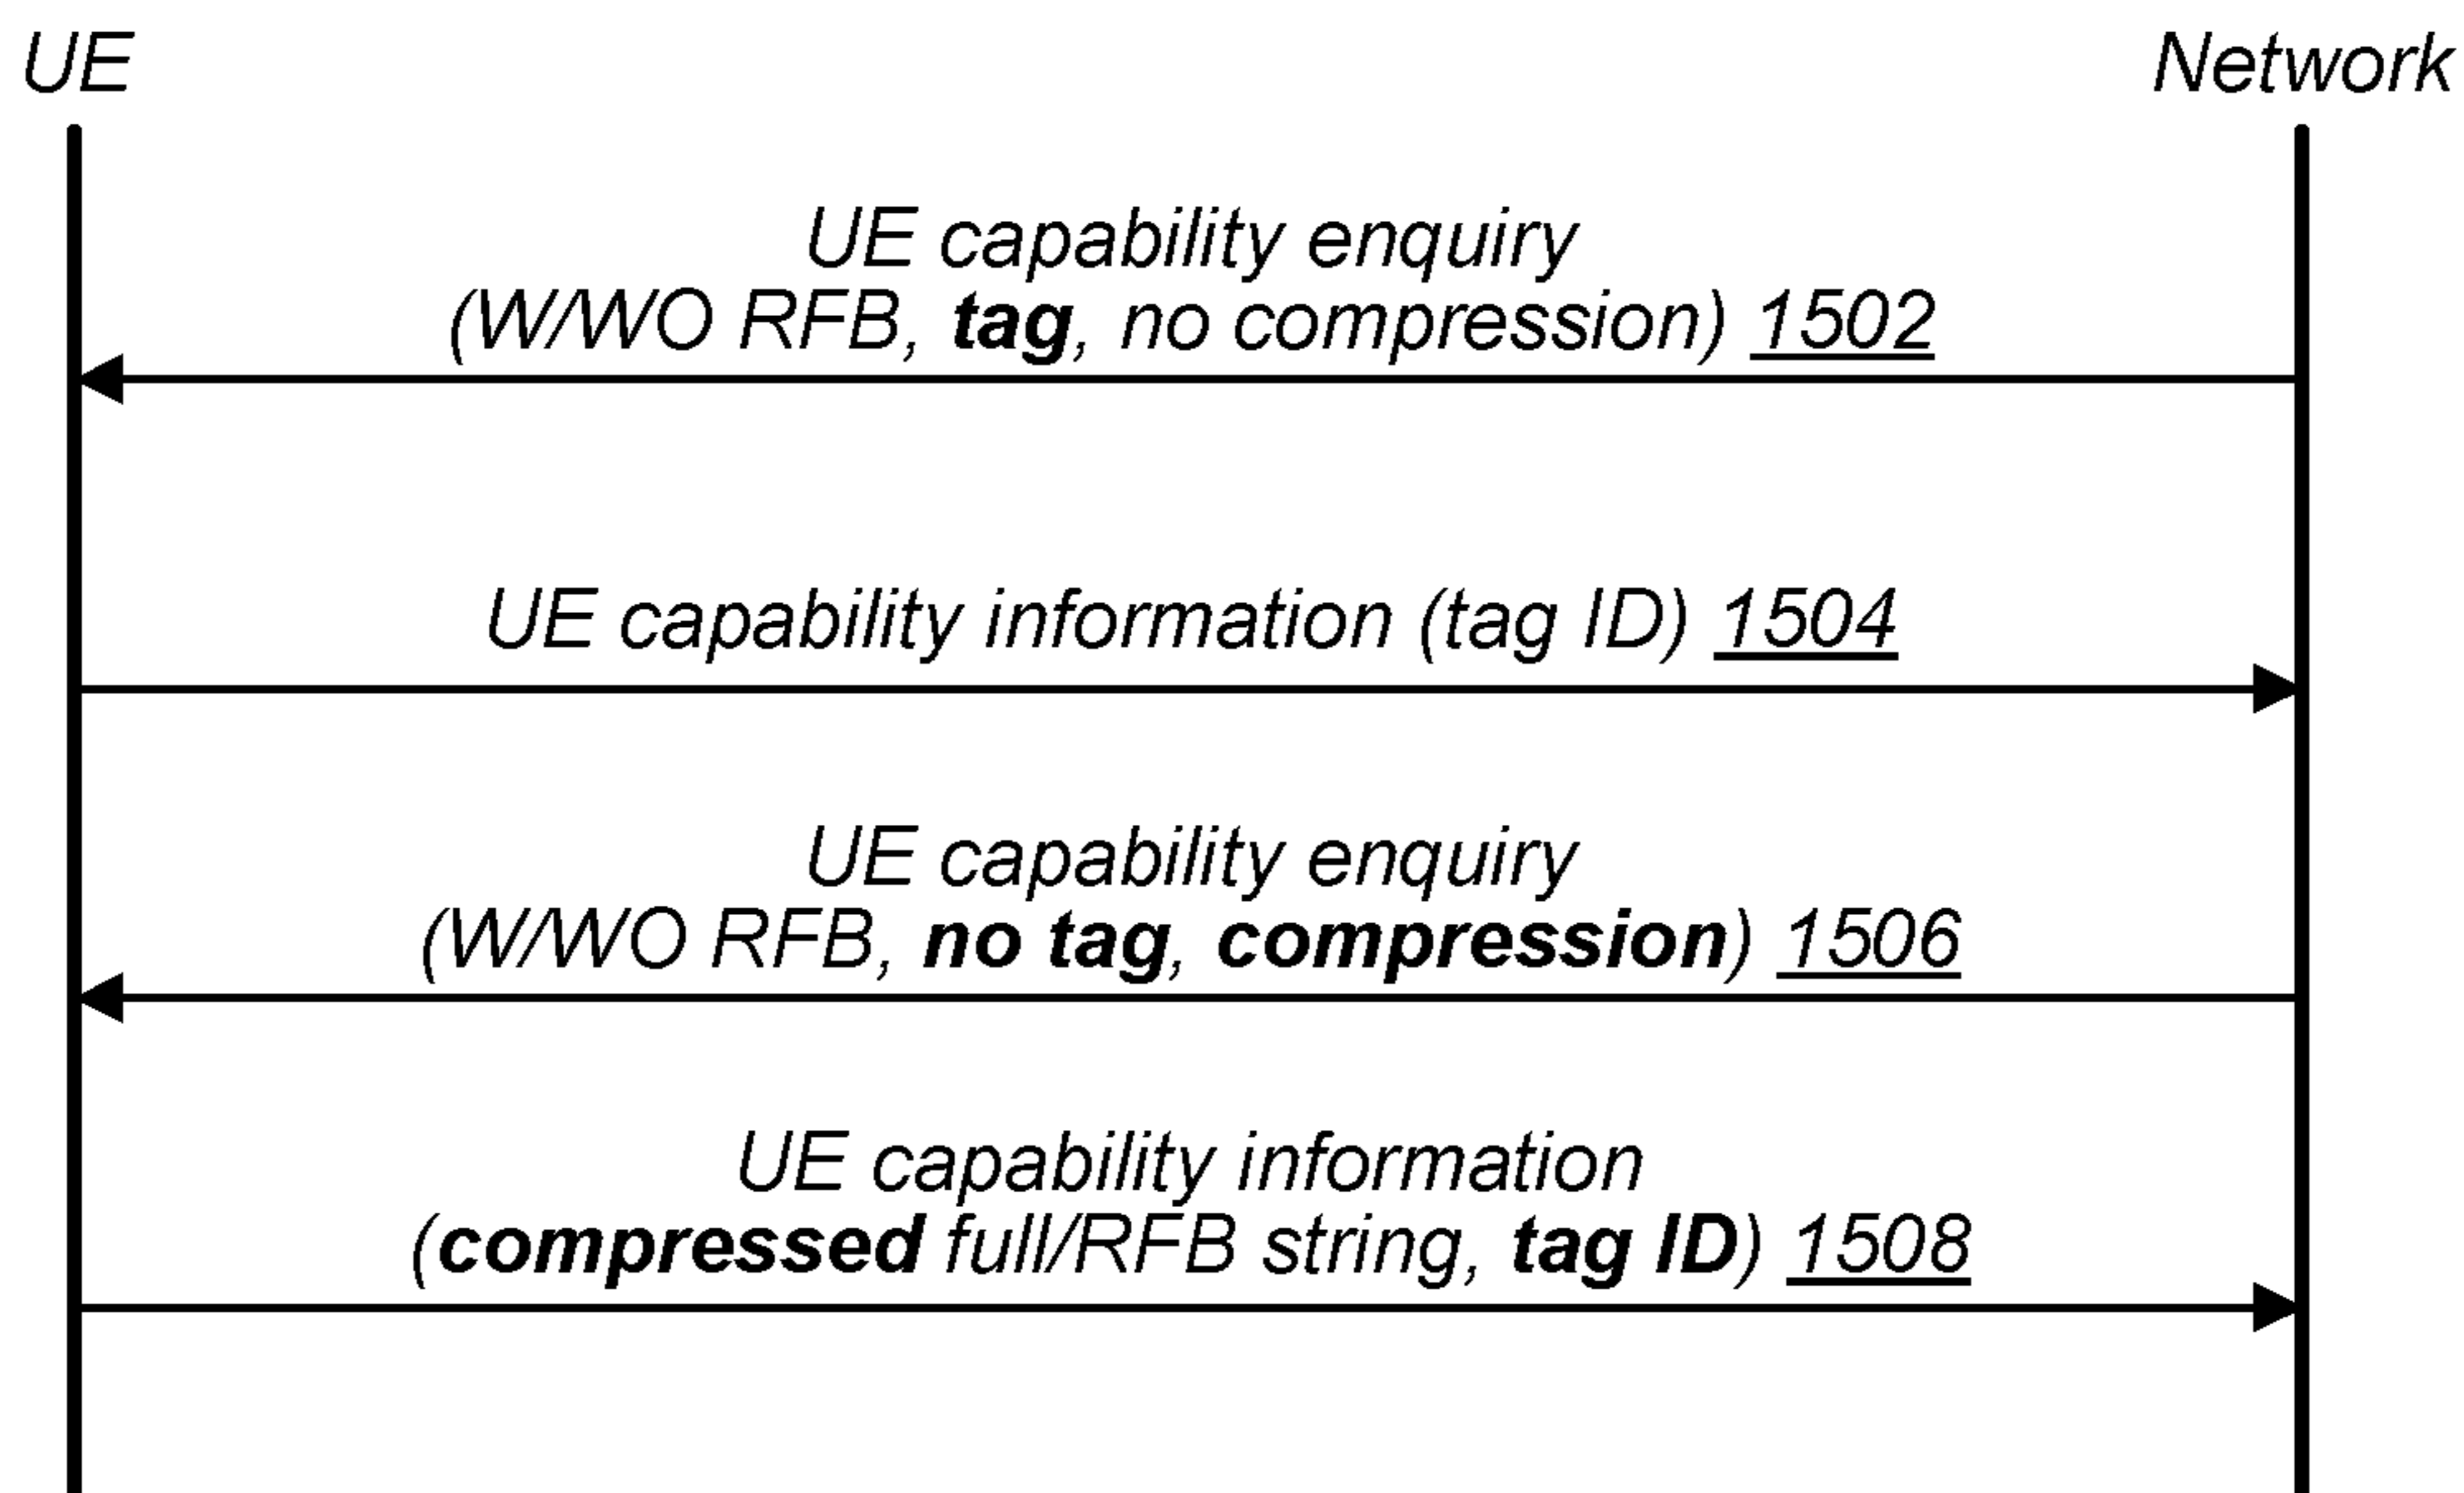 UE
Network
UE capability enquiry
(W/WO RFB, tag, no compression) 1502
UE capability information (tag ID) 1504
UE capability enquiry
(W/WO RFB, no tag, compression) 1506
UE capability information
(compressed full/RFB string, tag ID) 1508